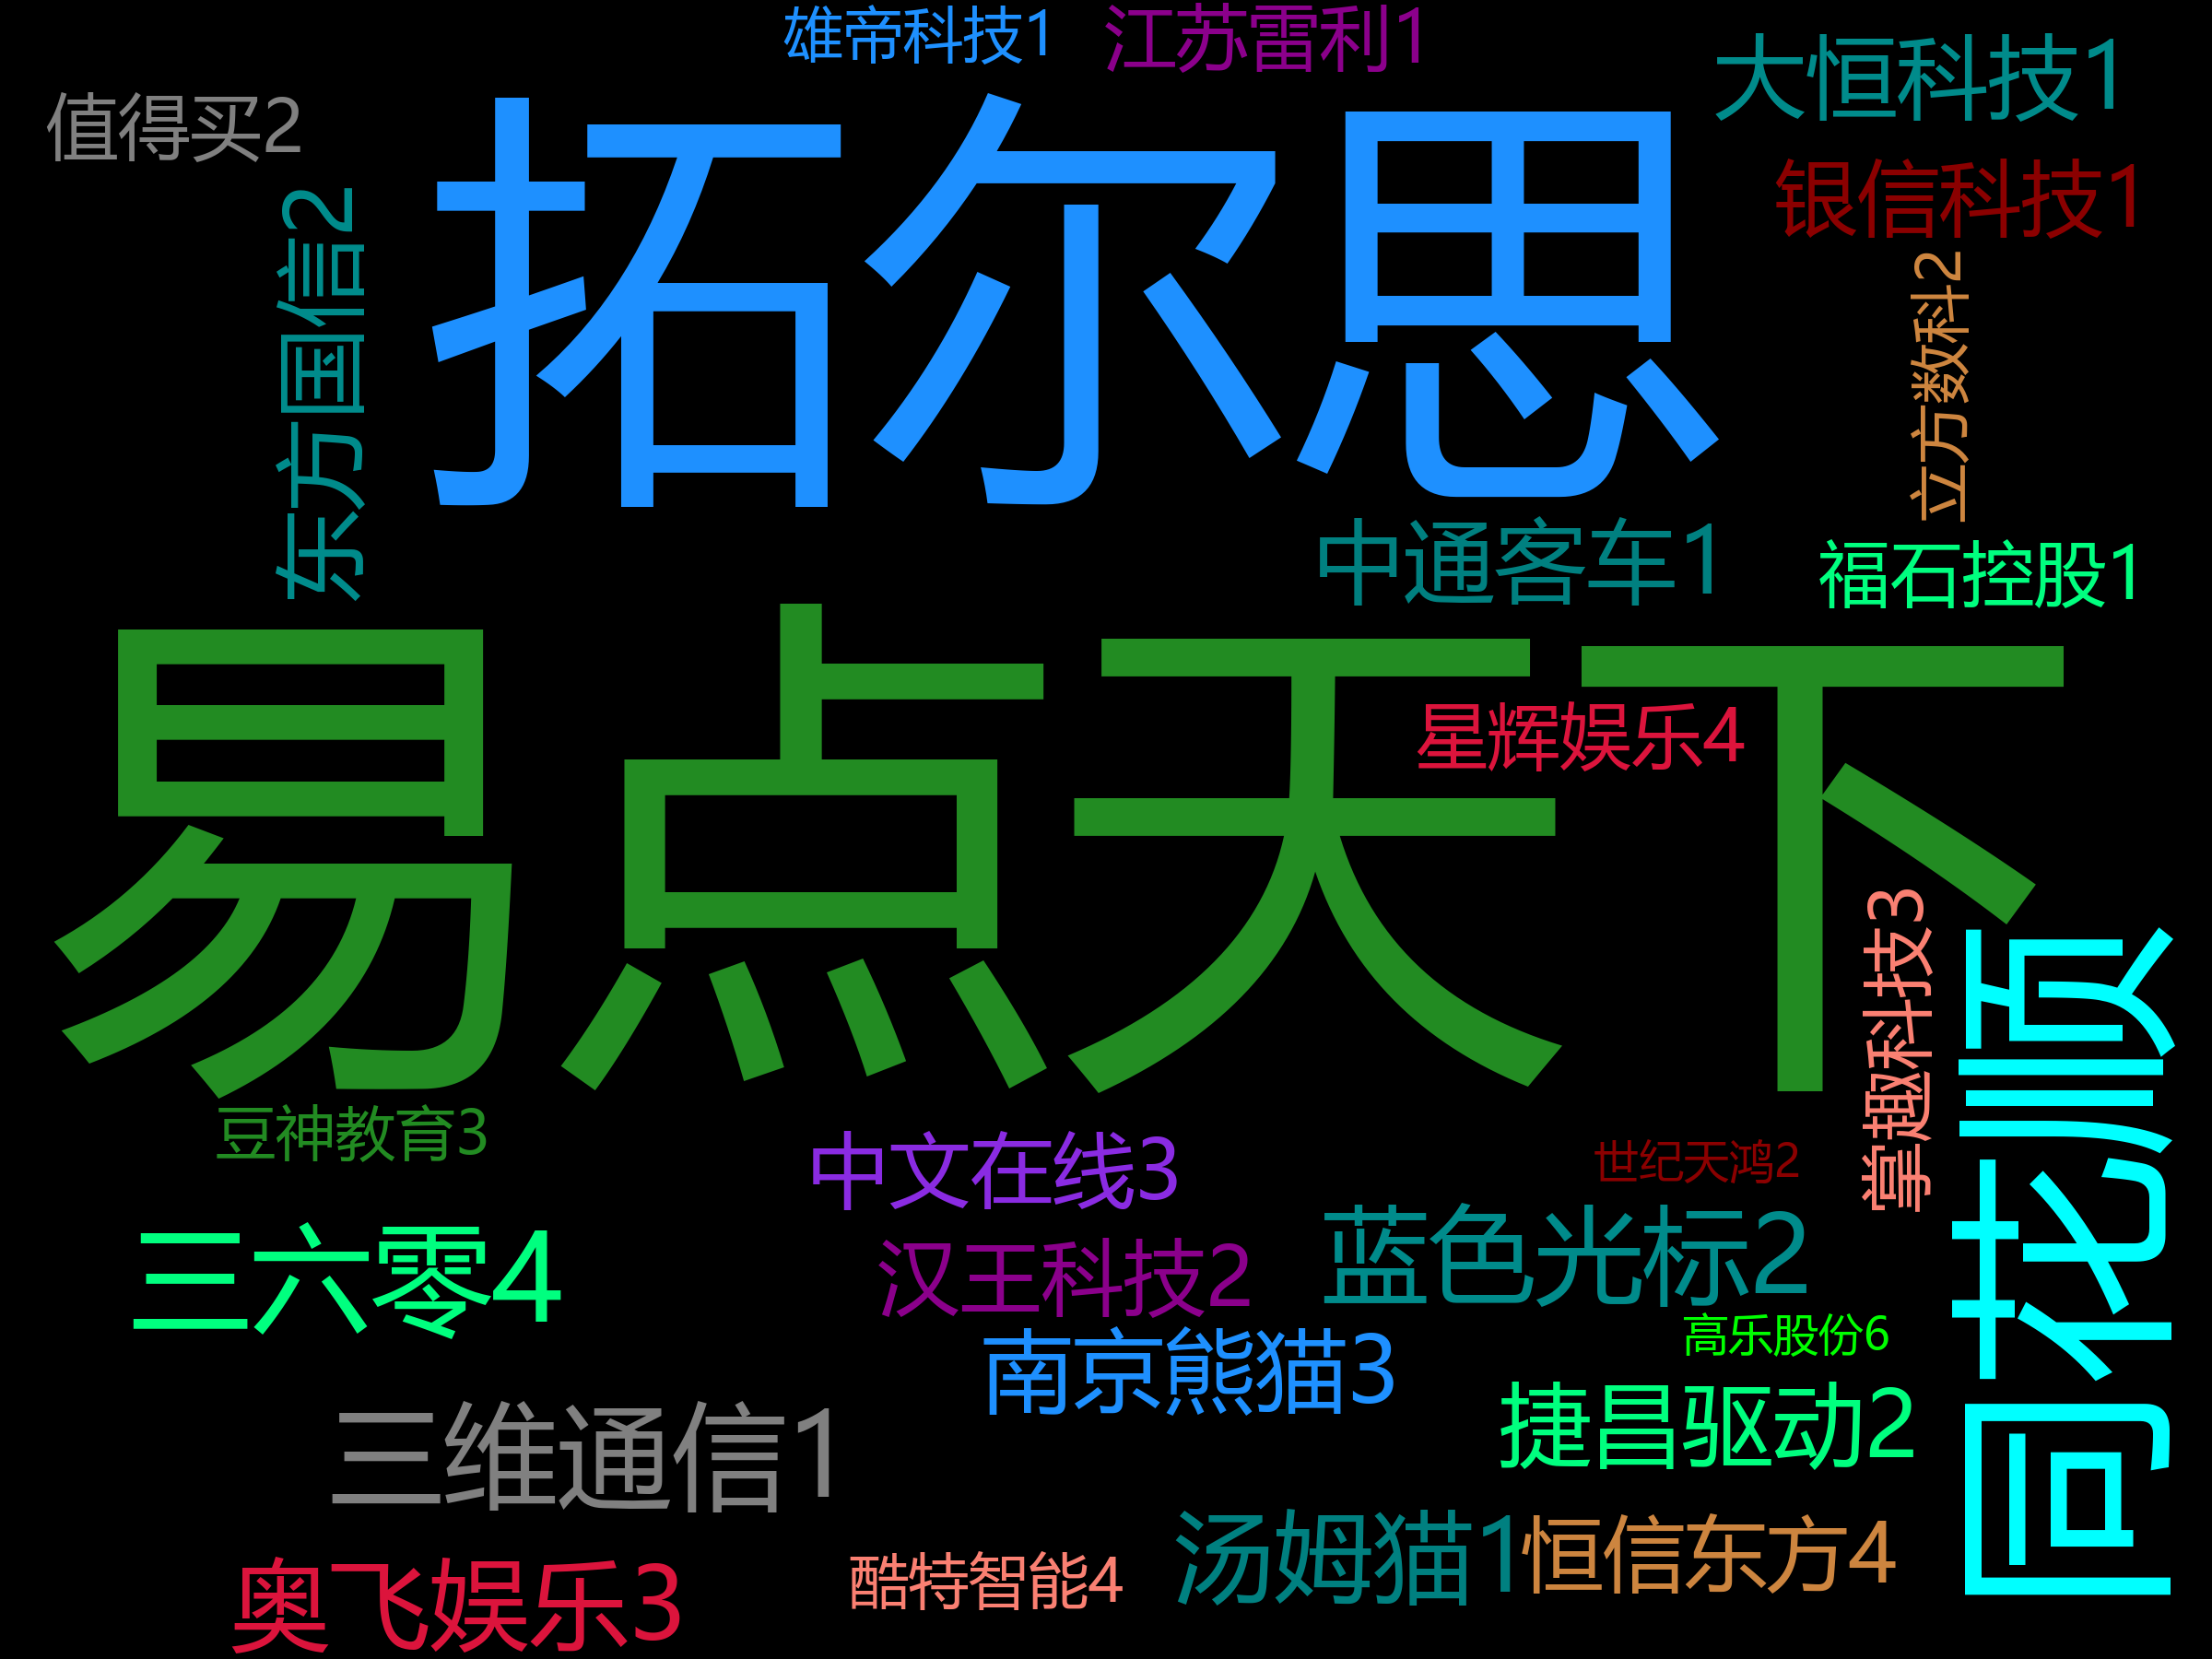 雄帝科技1
江苏雷利1
大恒科技1
值得买2
拓尔思
银信科技1
东方国信2
立方数科2
中通客车1
福石控股1
易点天下
星辉娱乐4
掌趣科技3
同花顺
豆神教育3
中文在线3
世纪天鸿2
三六零4
汉王科技2
蓝色光标2
高乐股份6
南京熊猫3
捷昌驱动2
三维通信1
汤姆猫1
恒信东方4
奥飞娱乐3
酷特智能4